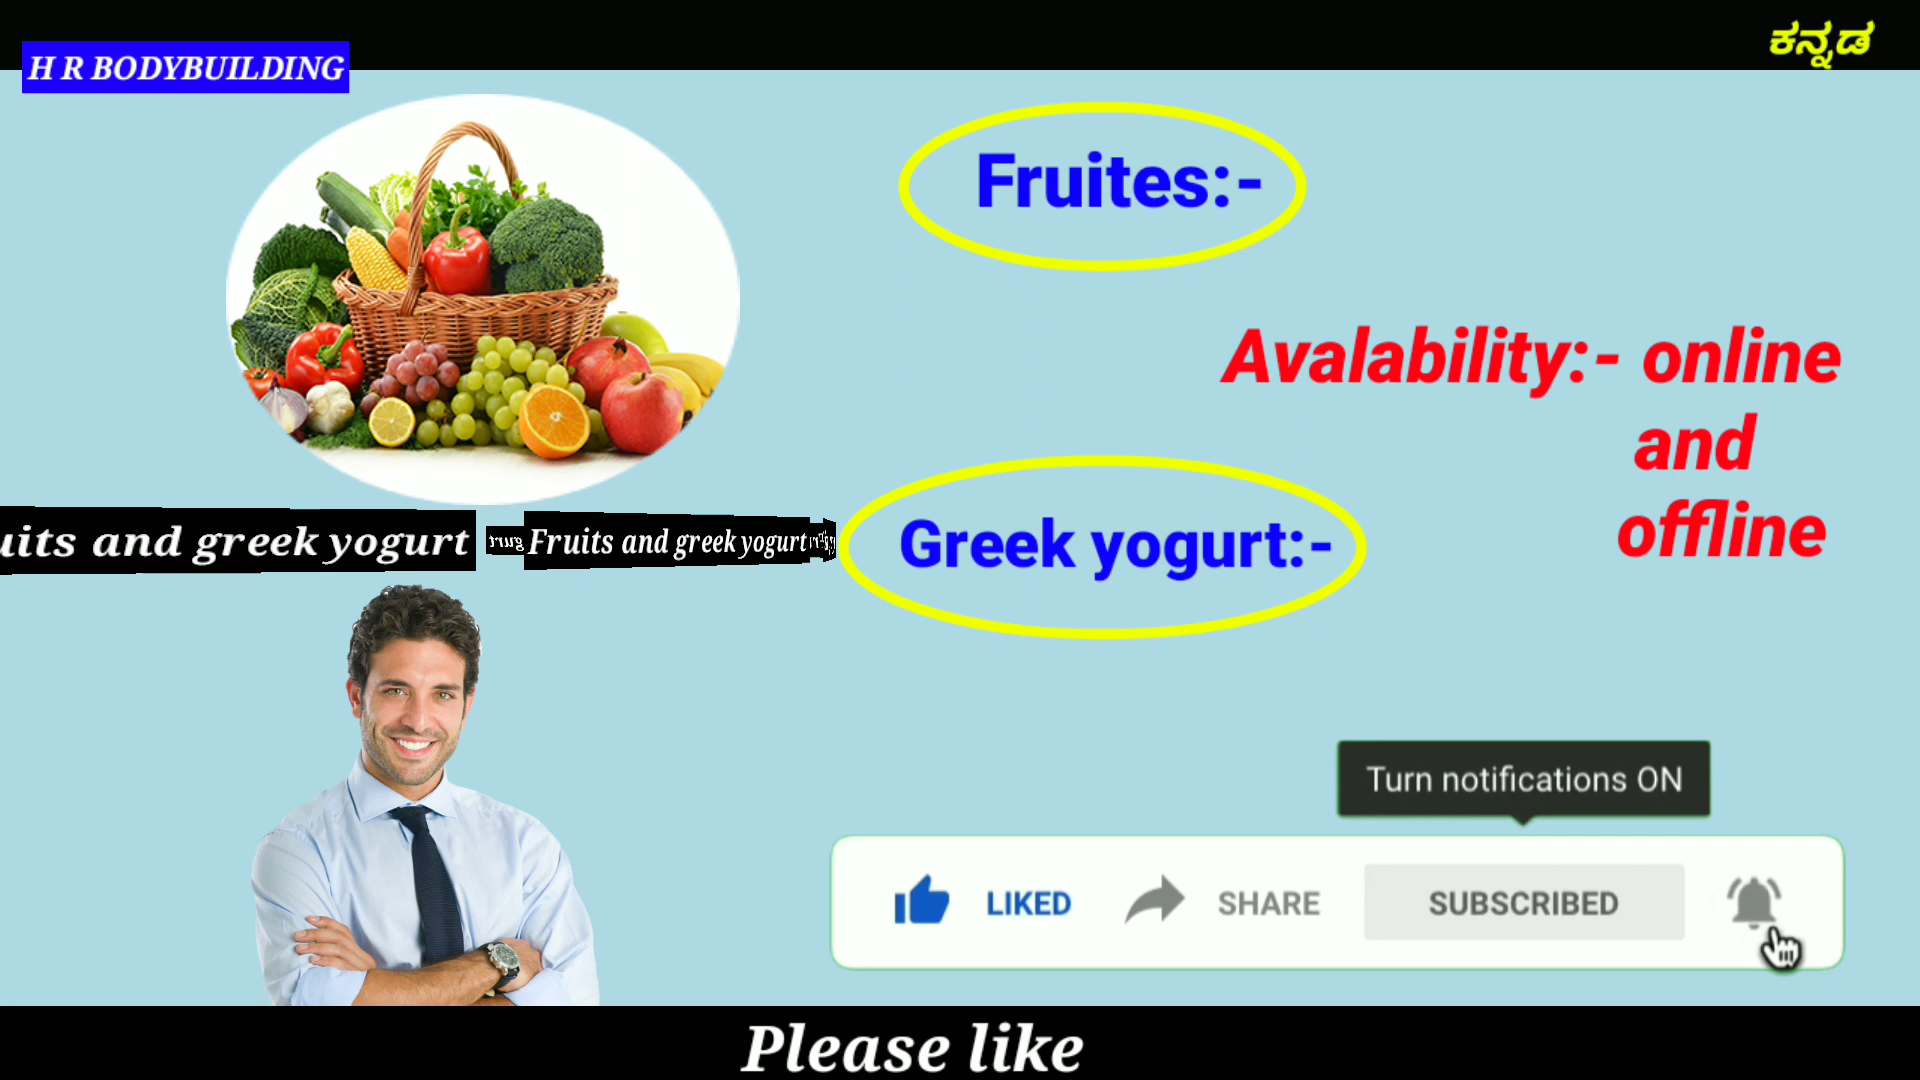 ಕನ್ನಡ
H R BODYBUILDING
Fruites:-
Avalability:- online
and
offline
uits and greek yogurt
Fruits and greek yogurt
Greek yogurt:-
Turn notifications ON
LIKED
SHARE
SUBSCRIBED
Please like